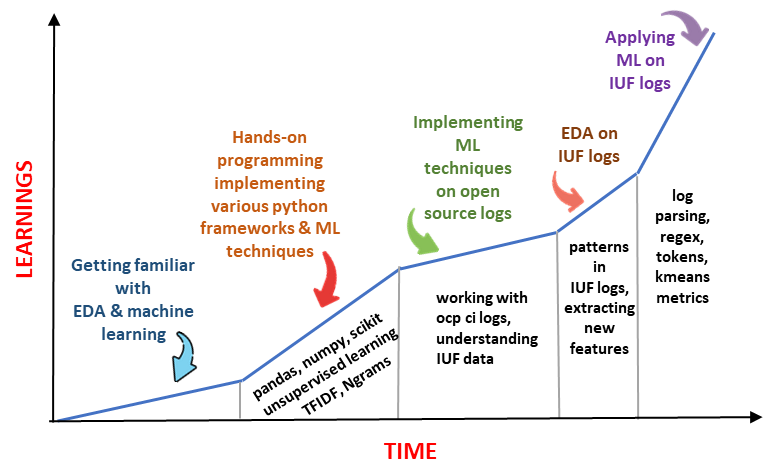 LEARNINGS
Getting familiar
with
EDA & machine
learning
Hands-on
programming
implementing
various python
frameworks & ML
techniques
pandas, numpy, scikit
unsupervised learning
TFIDF, Ngrams
Implementing
ML
techniques
on open
source logs
working with
ocp ci logs,
understanding
IUF data
EDA on
IUF logs
patterns
in
IUF logs,
extracting
new
features
Applying
ML on
IUF logs
log
parsing,
regex,
tokens,
kmeans
metrics
TIME